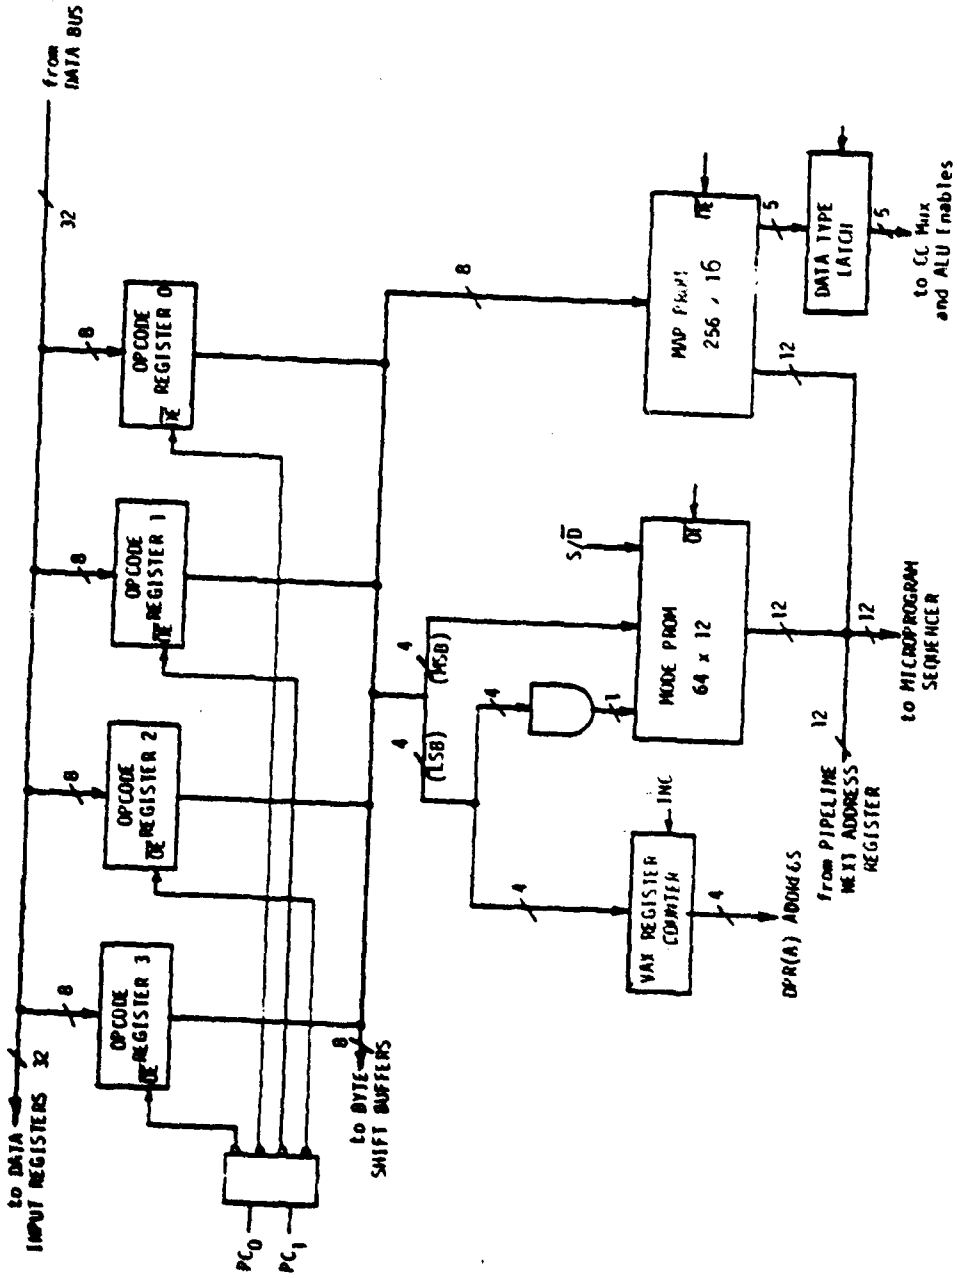 from
DATA BUS
32
to DATA
INPUT REGISTERS
32
8
OPCODE
REGISTER 3
OE
8
OPCODE
REGISTER 2
OE
8
OPCODE
REGISTER 1
OE
8
OPCODE
REGISTER 0
OE
PC0
PC1
8
to BYTE
SHIFT BUFFERS
4
(LSB)
4
(MSB)
8
4
VAX REGISTER
COUNTER
INC
4
DPR(A) ADDRESS
4
1
S/D
MODE PROM
64 x 12
OE
12
MAP PROM
256 x 16
OE
5
DATA TYPE
LATCH
5
to CC Mux
and ALU Enables
12
12
from PIPELINE
NEXT ADDRESS
REGISTER
12
to MICROPROGRAM
SEQUENCER